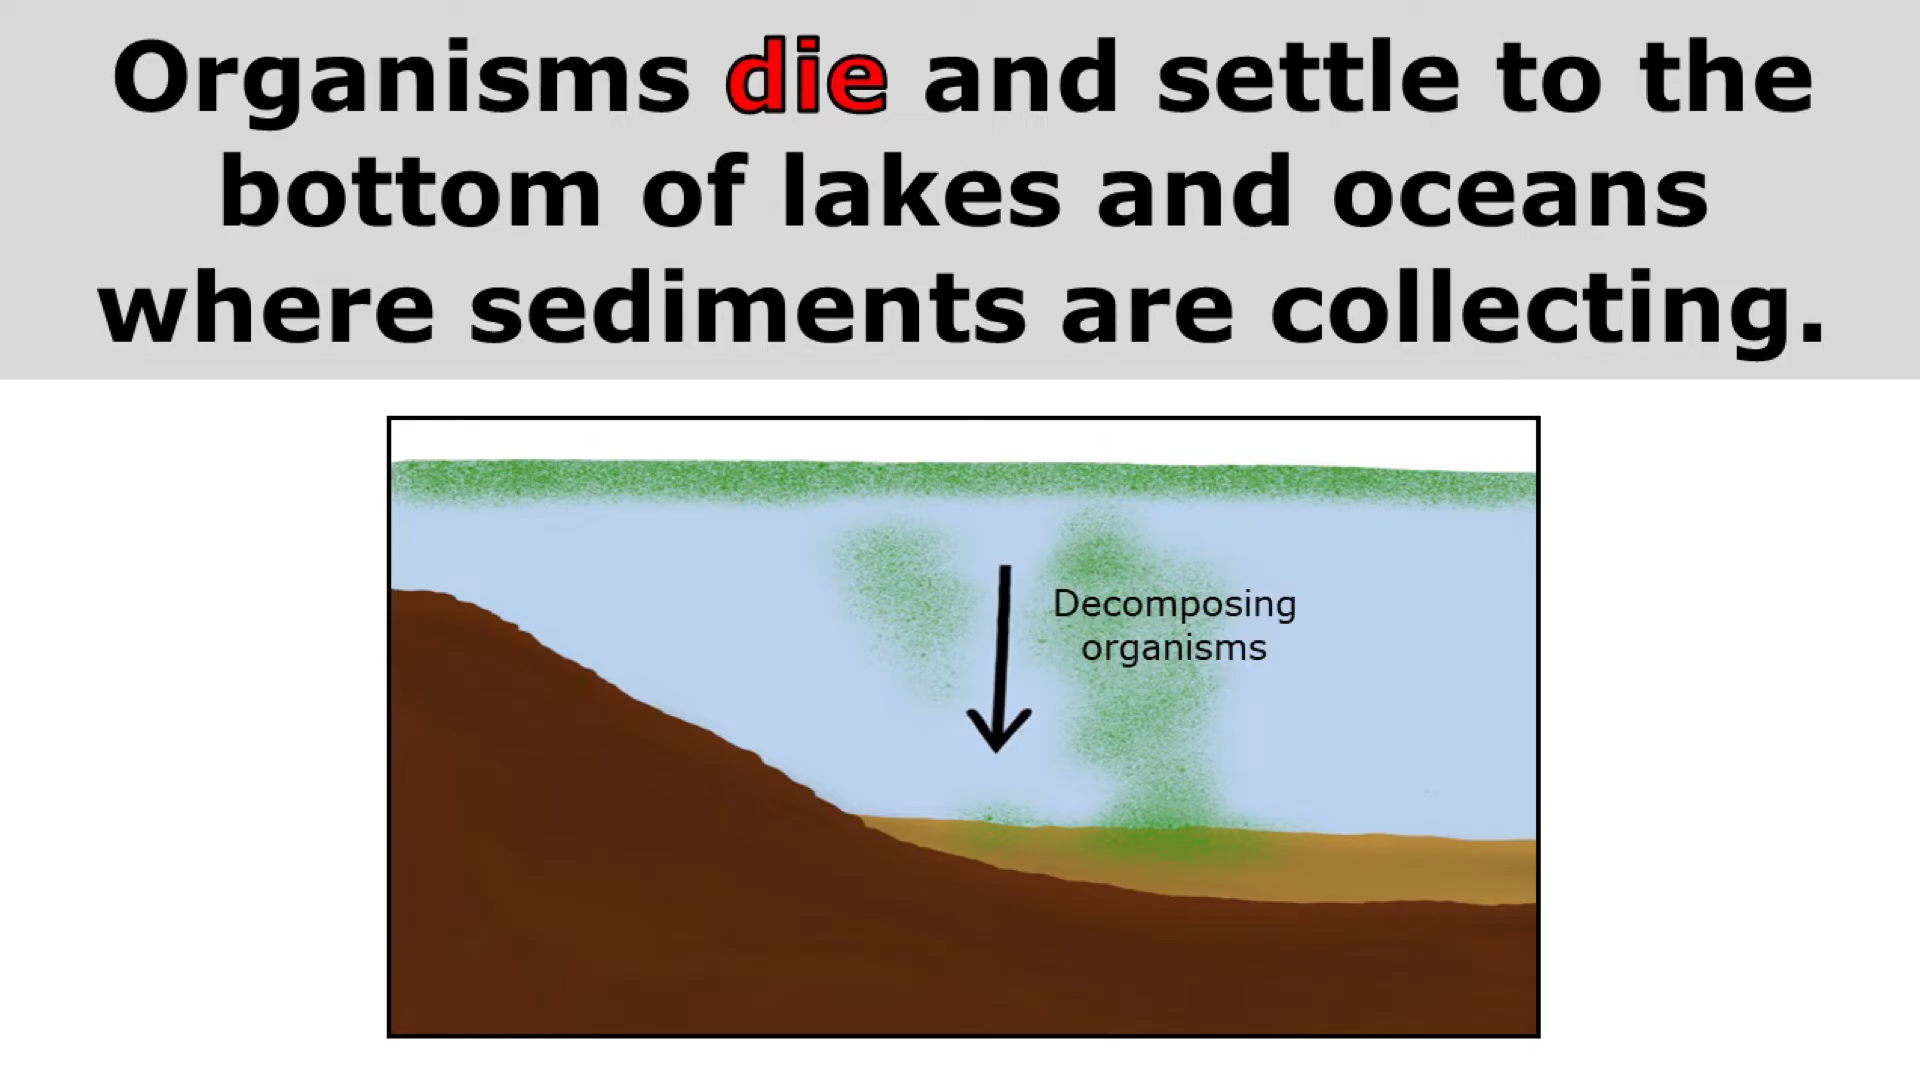 Organisms die and settle to the
bottom of lakes and oceans
where sediments are collecting.
Decomposing
organisms